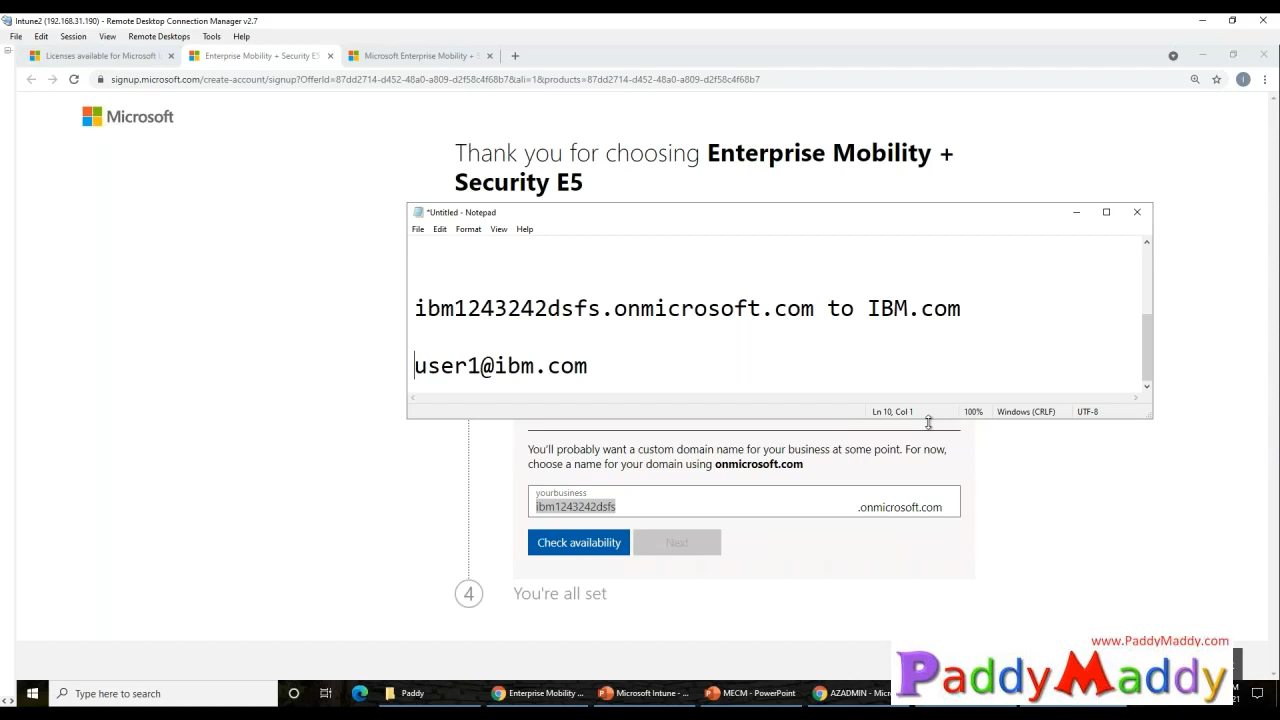 Intune2 (192.168.31.190) - Remote Desktop Connection Manager v2.7
File Edit Session View Remote Desktops Tools Help
Licenses available for Microsoft I
Enterprise Mobility + Security E5
Microsoft Enterprise Mobility + S
signup.microsoft.com/create-account/signup?OfferId=87dd2714-d452-48a0-a809-d2f58c4f68b7&ali=1&products=87dd2714-d452-48a0-a809-d2f58c4f68b7
I
Microsoft
Thank you for choosing Enterprise Mobility +
Security E5
*Untitled - Notepad
File Edit Format View Help
ibm1243242dsfs.onmicrosoft.com to IBM.com
user1@ibm.com
Ln 10, Col 1 100% Windows (CRLF) UTF-8
You'll probably want a custom domain name for your business at some point. For now,
choose a name for your domain using onmicrosoft.com
yourbusiness
ibm1243242dsfs .onmicrosoft.com
Check availability Next
4 You're all set
www.PaddyMaddy.com
PaddyMaddy
Type here to search
Paddy
Enterprise Mobility ...
Microsoft Intune - ...
MECM - PowerPoint
AZADMIN - Micr